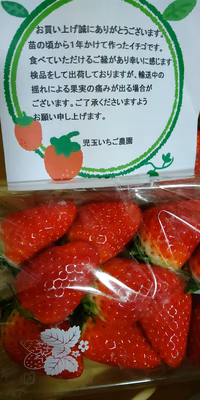 お買い上げ誠にありがとうございます。
苗の頃から1年かけて作ったイチゴです。
食べていただけるご縁があり幸いに感じます
検品をして出荷しておりますが、輸送中の
揺れによる果実の痛みが出る場合が
ございます。ご了承くださいますよう
お願い申し上げます。
児玉いちご農園